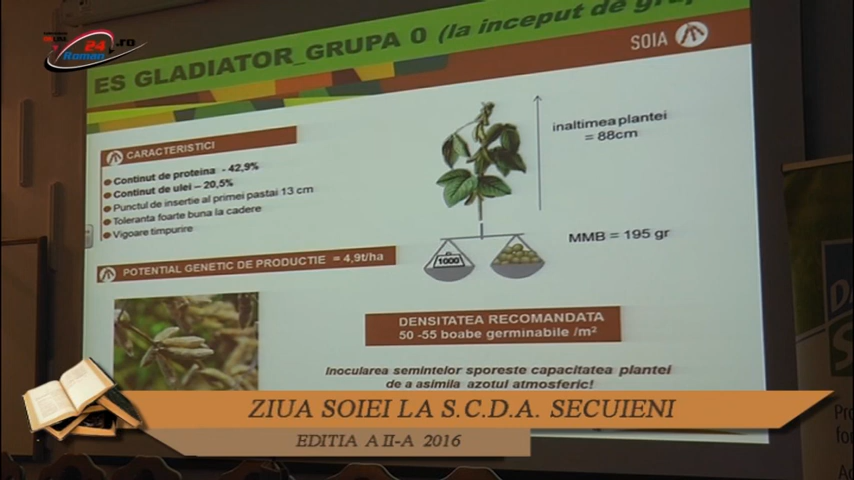 Roman 24.ro
ES GLADIATOR_GRUPA 0 (la inceput de
SOIA
CARACTERISTICI
Continut de proteina - 42,9%
Continut de ulei – 20,5%
Punctul de insertie al primei pastai 13 cm
Toleranta foarte buna la cadere
Vigoare timpurire
inaltimea plantei
= 88cm
MMB = 195 gr
1000
POTENTIAL GENETIC DE PRODUCTIE = 4,9t/ha
DENSITATEA RECOMANDATA
50 -55 boabe germinabile /m²
Inocularea semintelor sporeste capacitatea plantei
de a asimila azotul atmosferic!
ZIUA SOIEI LA S.C.D.A. SECUIENI
EDITIA A II-A 2016